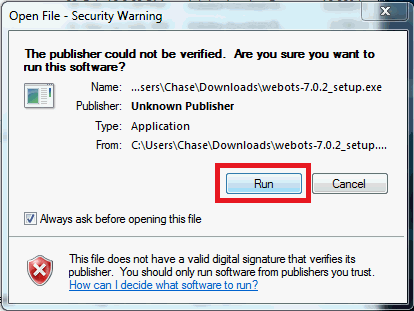 Open File - Security Warning
The publisher could not be verified. Are you sure you want to
run this software?
Name: ...sers\Chase\Downloads\webots-7.0.2_setup.exe
Publisher: Unknown Publisher
Type: Application
From: C:\Users\Chase\Downloads\webots-7.0.2_setup....
Run Cancel
Always ask before opening this file
This file does not have a valid digital signature that verifies its
publisher. You should only run software from publishers you trust.
How can I decide what software to run?